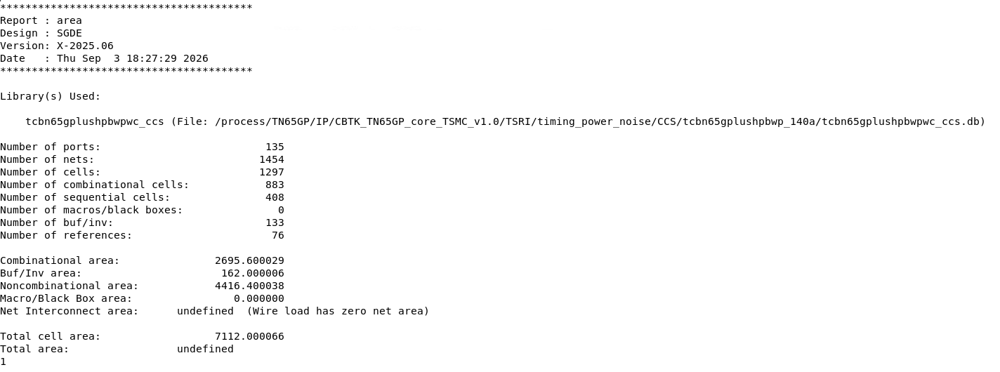 ****************************************
Report : area
Design : SGDE
Version: X-2025.06
Date   : Thu Sep  3 18:27:29 2026
****************************************
Library(s) Used:
    tcbn65gplushpbwpwc_ccs (File: /process/TN65GP/IP/CBTK_TN65GP_core_TSMC_v1.0/TSRI/timing_power_noise/CCS/tcbn65gplushpbwp_140a/tcbn65gplushpbwpwc_ccs.db)
Number of ports:                          135
Number of nets:                          1454
Number of cells:                         1297
Number of combinational cells:            883
Number of sequential cells:               408
Number of macros/black boxes:               0
Number of buf/inv:                        133
Number of references:                      76
Combinational area:               2695.600029
Buf/Inv area:                      162.000006
Noncombinational area:            4416.400038
Macro/Black Box area:                0.000000
Net Interconnect area:      undefined  (Wire load has zero net area)
Total cell area:                  7112.000066
Total area:                 undefined
1